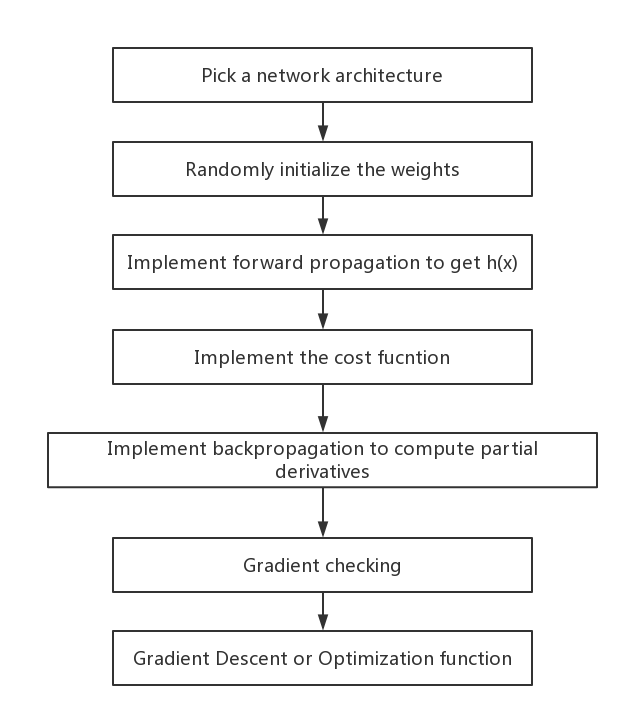 Pick a network architecture
Randomly initialize the weights
Implement forward propagation to get h(x)
Implement the cost fucntion
Implement backpropagation to compute partial
derivatives
Gradient checking
Gradient Descent or Optimization function